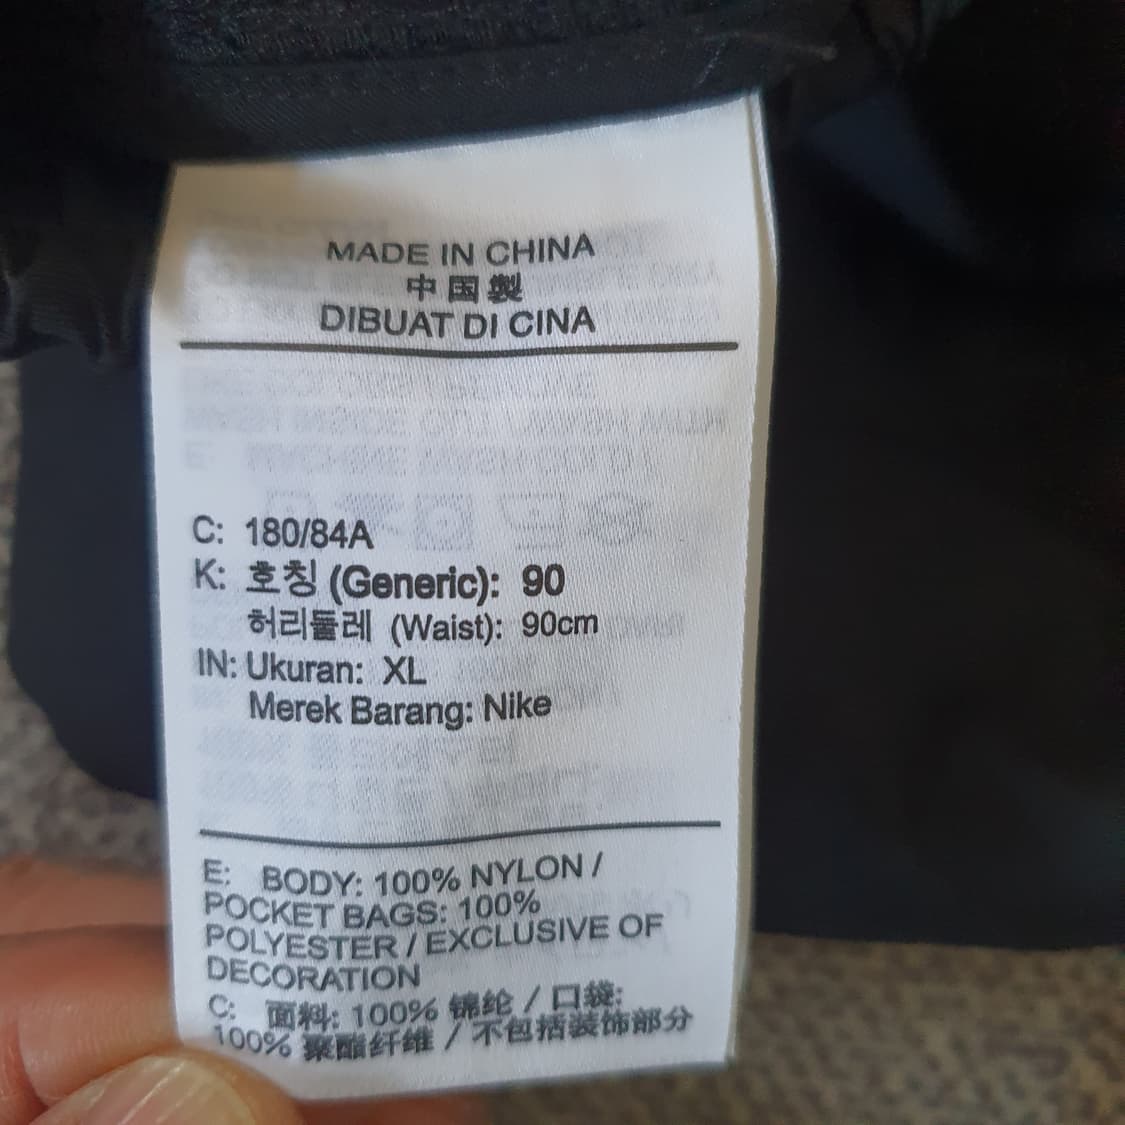 MADE IN CHINA
中国製
DIBUAT DI CINA
C: 180/84A
K: 호칭 (Generic): 90
허리둘레 (Waist): 90cm
IN: Ukuran: XL
Merek Barang: Nike
E: BODY: 100% NYLON /
POCKET BAGS: 100%
POLYESTER / EXCLUSIVE OF
DECORATION
C: 面料: 100% 锦纶 / 口袋:
100% 聚酯纤维 / 不包括装饰部分